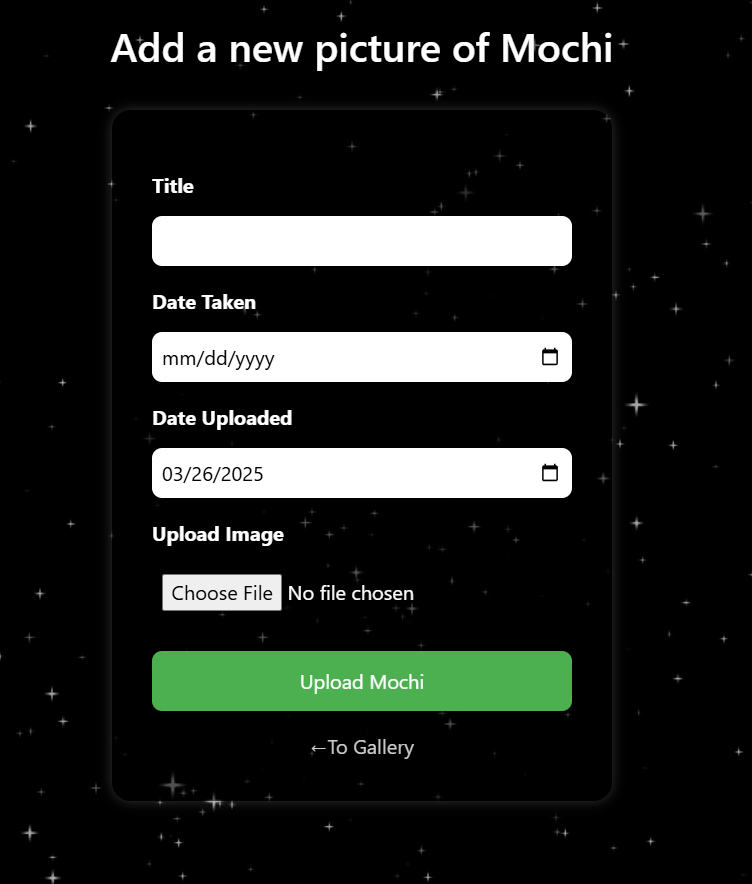 Add a new picture of Mochi
Title
Date Taken
mm/dd/yyyy
Date Uploaded
03/26/2025
Upload Image
Choose File No file chosen
Upload Mochi
←To Gallery